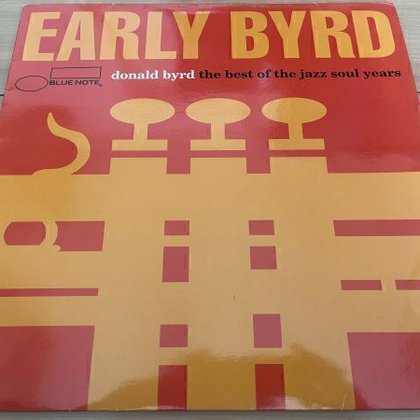 EARLY BYRD
BLUE NOTE
donald byrd the best of the jazz soul years